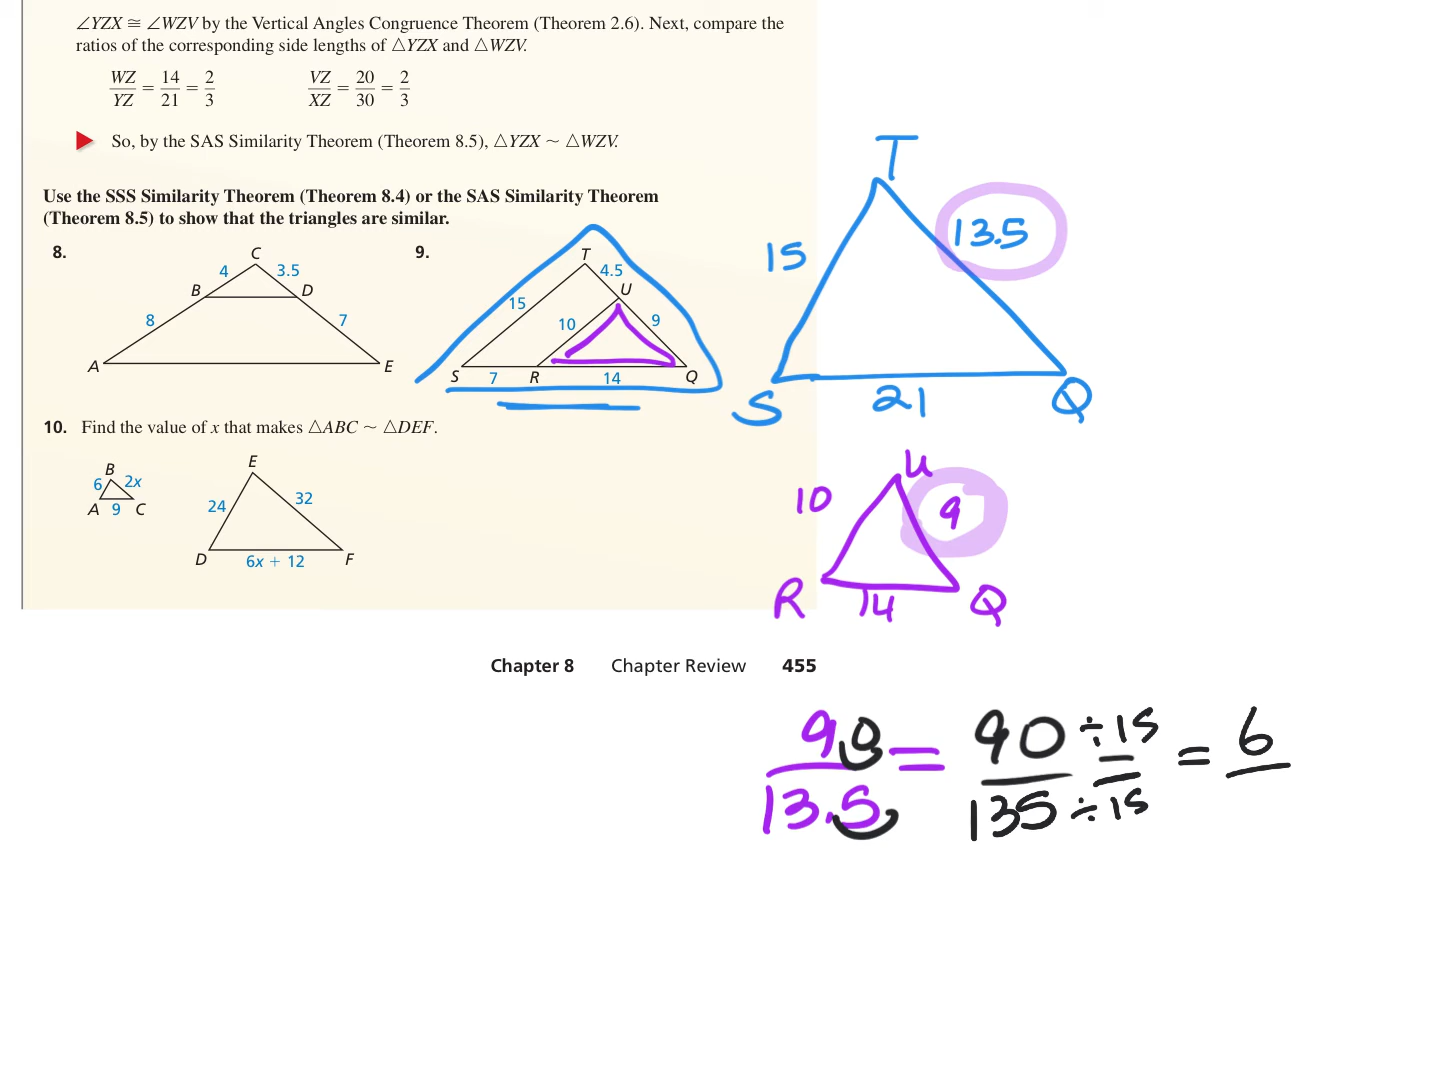 ∠YZX ≅ ∠WZV by the Vertical Angles Congruence Theorem (Theorem 2.6). Next, compare the
ratios of the corresponding side lengths of △YZX and △WZV.
WZ/YZ = 14/21 = 2/3 VZ/XZ = 20/30 = 2/3
So, by the SAS Similarity Theorem (Theorem 8.5), △YZX ~ △WZV.
Use the SSS Similarity Theorem (Theorem 8.4) or the SAS Similarity Theorem
(Theorem 8.5) to show that the triangles are similar.
8.
C
4 3.5
B D
8 7
A E
9.
T
4.5
U
15
10 9
S 7 R 14 Q
10. Find the value of x that makes △ABC ~ △DEF.
B
6 2x
A 9 C
E
24 32
D 6x + 12 F
T
15 13.5
S 21 Q
U
10 9
R 14 Q
Chapter 8 Chapter Review 455
9.0/13.5 = 90 ÷ 15/135 ÷ 15 = 6